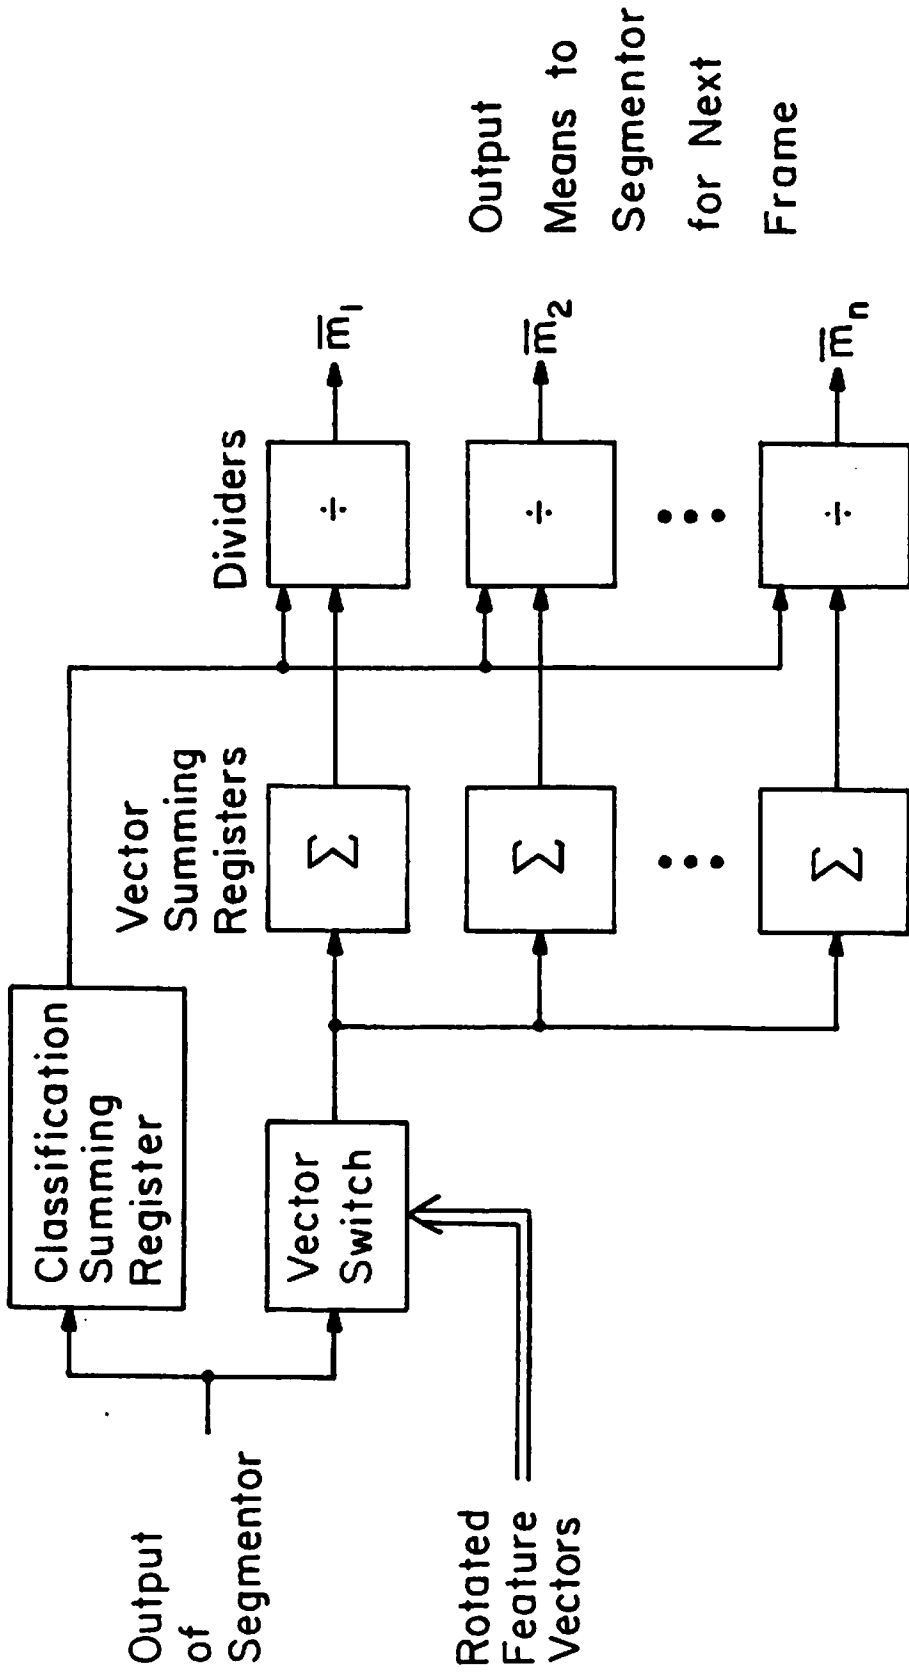 Output
of
Segmentor
Rotated
Feature
Vectors
Classification
Summing
Register
Vector
Switch
Vector
Summing
Registers
Σ
Σ
Σ
Dividers
÷
÷
÷
m̅₁
m̅₂
m̅ₙ
Output
Means to
Segmentor
for Next
Frame